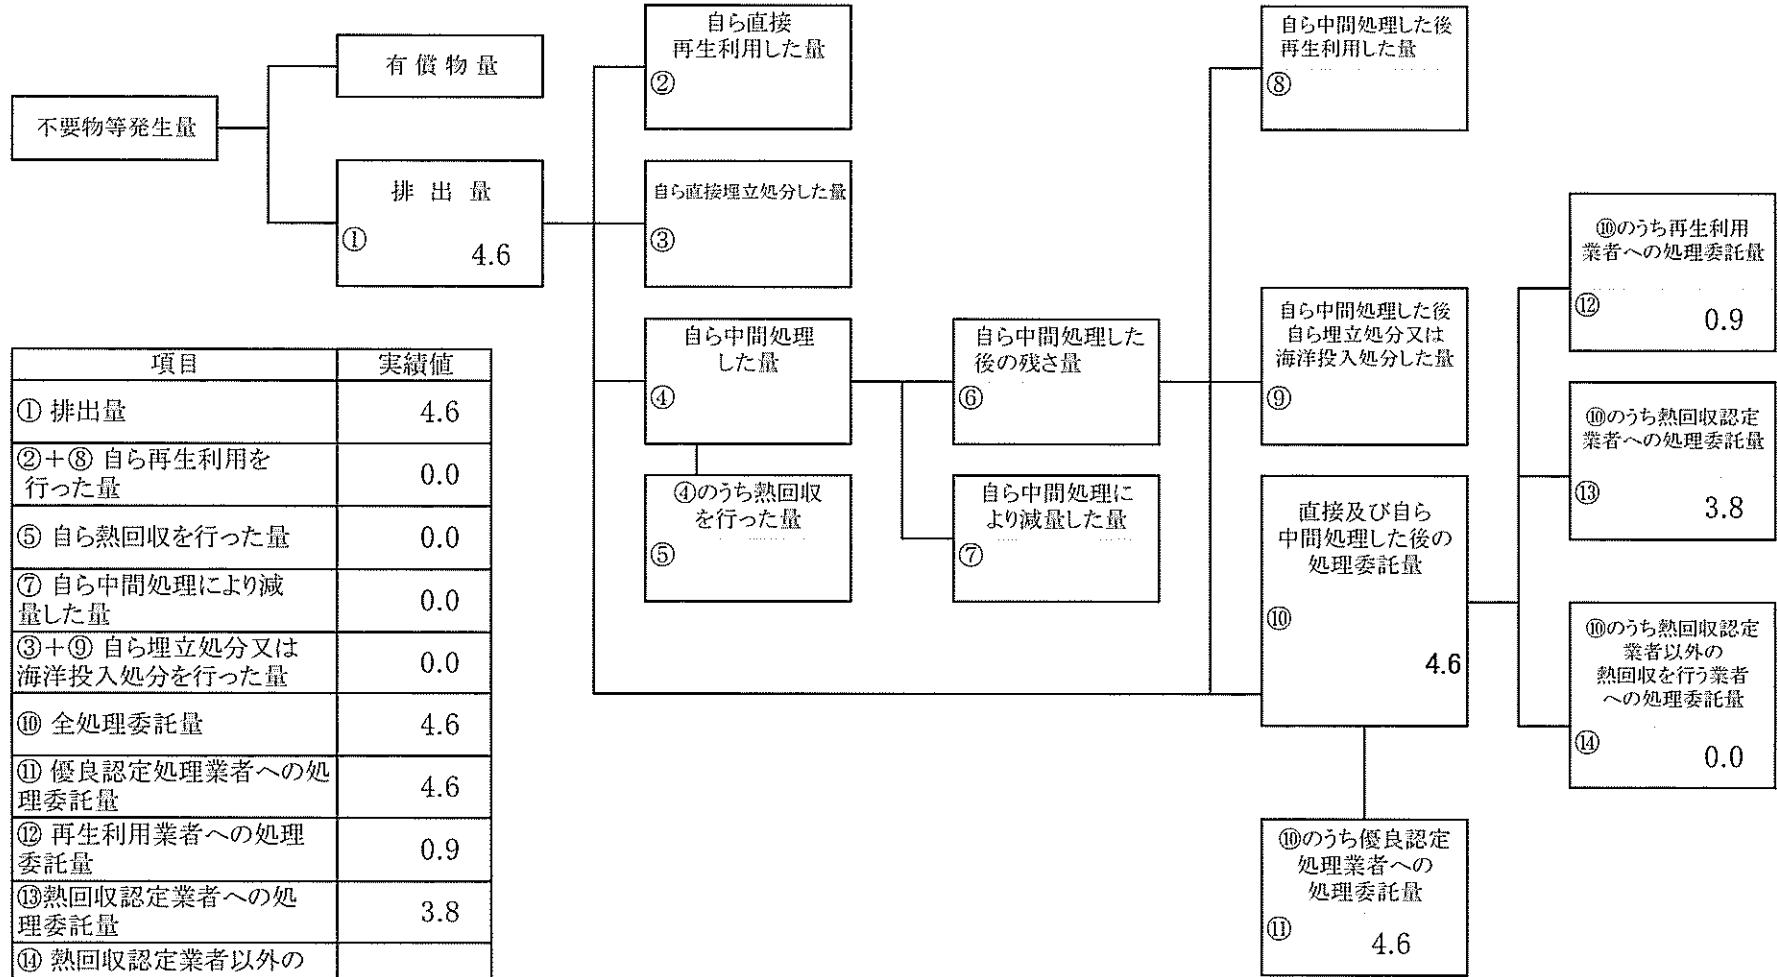 不要物等発生量
有償物量
排出量
①
4.6
自ら直接
再生利用した量
②
自ら直接埋立処分した量
③
自ら中間処理
した量
④
④のうち熱回収
を行った量
⑤
自ら中間処理した
後の残さ量
⑥
自ら中間処理に
より減量した量
⑦
自ら中間処理した後
再生利用した量
⑧
自ら中間処理した後
自ら埋立処分又は
海洋投入処分した量
⑨
直接及び自ら
中間処理した後の
処理委託量
⑩
4.6
⑩のうち優良認定
処理業者への
処理委託量
⑪
4.6
⑩のうち再生利用
業者への処理委託量
⑫
0.9
⑩のうち熱回収認定
業者への処理委託量
⑬
3.8
⑩のうち熱回収認定
業者以外の
熱回収を行う業者
への処理委託量
⑭
0.0
項目 実績値
① 排出量 4.6
②+⑧ 自ら再生利用を
行った量 0.0
⑤ 自ら熱回収を行った量 0.0
⑦ 自ら中間処理により減
量した量 0.0
③+⑨ 自ら埋立処分又は
海洋投入処分を行った量 0.0
⑩ 全処理委託量 4.6
⑪ 優良認定処理業者への処
理委託量 4.6
⑫ 再生利用業者への処理
委託量 0.9
⑬熱回収認定業者への処
理委託量 3.8
⑭ 熱回収認定業者以外の